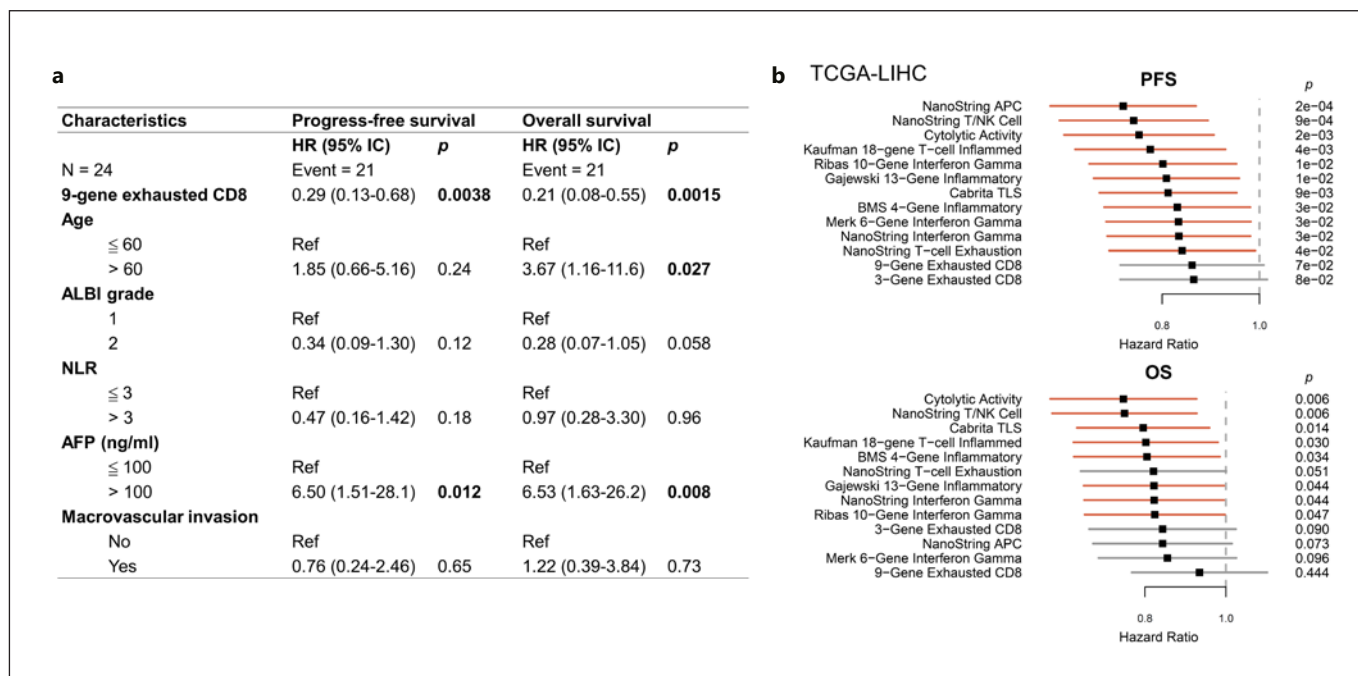 a
Characteristics Progress-free survival Overall survival
HR (95% IC) p HR (95% IC) p
N = 24 Event = 21 Event = 21
9-gene exhausted CD8 0.29 (0.13-0.68) 0.0038 0.21 (0.08-0.55) 0.0015
Age
≦ 60 Ref Ref
> 60 1.85 (0.66-5.16) 0.24 3.67 (1.16-11.6) 0.027
ALBI grade
1 Ref Ref
2 0.34 (0.09-1.30) 0.12 0.28 (0.07-1.05) 0.058
NLR
≦ 3 Ref Ref
> 3 0.47 (0.16-1.42) 0.18 0.97 (0.28-3.30) 0.96
AFP (ng/ml)
≦ 100 Ref Ref
> 100 6.50 (1.51-28.1) 0.012 6.53 (1.63-26.2) 0.008
Macrovascular invasion
No Ref Ref
Yes 0.76 (0.24-2.46) 0.65 1.22 (0.39-3.84) 0.73
b TCGA-LIHC
PFS p
NanoString APC 2e−04
NanoString T/NK Cell 9e−04
Cytolytic Activity 2e−03
Kaufman 18−gene T−cell Inflammed 4e−03
Ribas 10−Gene Interferon Gamma 1e−02
Gajewski 13−Gene Inflammatory 1e−02
Cabrita TLS 9e−03
BMS 4−Gene Inflammatory 3e−02
Merk 6−Gene Interferon Gamma 3e−02
NanoString Interferon Gamma 3e−02
NanoString T−cell Exhaustion 4e−02
9−Gene Exhausted CD8 7e−02
3−Gene Exhausted CD8 8e−02
0.8 1.0
Hazard Ratio
OS p
Cytolytic Activity 0.006
NanoString T/NK Cell 0.006
Cabrita TLS 0.014
Kaufman 18−gene T−cell Inflammed 0.030
BMS 4−Gene Inflammatory 0.034
NanoString T−cell Exhaustion 0.051
Gajewski 13−Gene Inflammatory 0.044
NanoString Interferon Gamma 0.044
Ribas 10−Gene Interferon Gamma 0.047
3−Gene Exhausted CD8 0.090
NanoString APC 0.073
Merk 6−Gene Interferon Gamma 0.096
9−Gene Exhausted CD8 0.444
0.8 1.0
Hazard Ratio